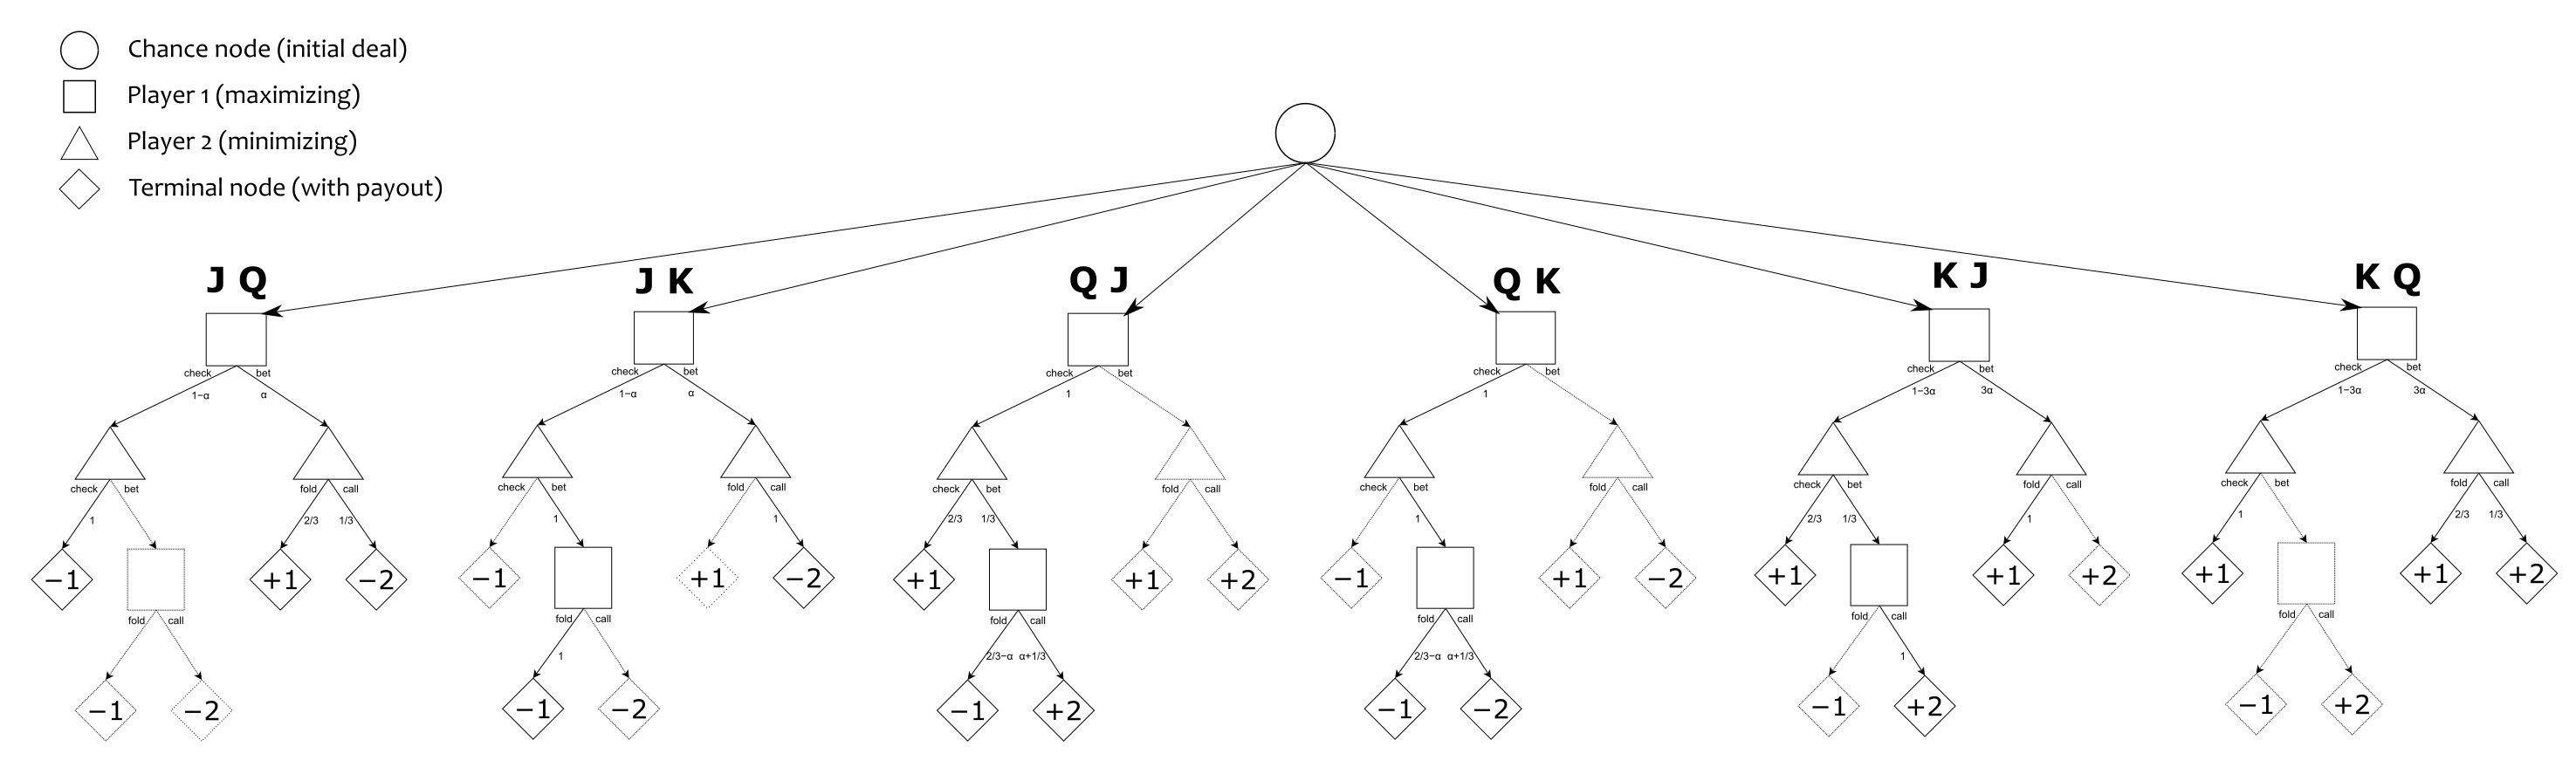 Chance node (initial deal)
Player 1 (maximizing)
Player 2 (minimizing)
Terminal node (with payout)
J Q J K Q J Q K K J K Q
check bet check bet check bet check bet check bet check bet
1−α α 1−α α 1 1 1−3α 3α 1−3α 3α
check bet fold call check bet fold call check bet fold call check bet fold call check bet fold call check bet fold call
1 2/3 1/3 1 1 2/3 1/3 1 2/3 1/3 1 1 2/3 1/3
−1 +1 −2 −1 +1 −2 +1 +1 +2 −1 +1 −2 +1 +1 +2 +1 +1 +2
fold call fold call fold call fold call fold call fold call
1 2/3−α α+1/3 2/3−α α+1/3 1
−1 −2 −1 −2 −1 +2 −1 −2 −1 +2 −1 +2